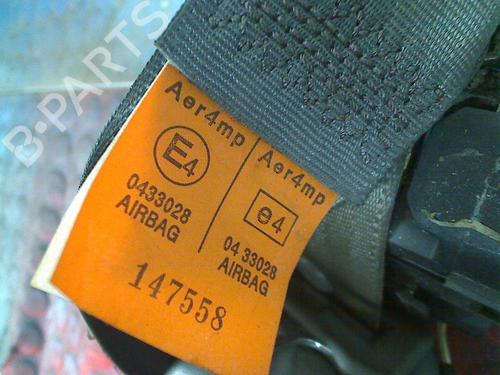 Aer4mp
E4
0433028
AIRBAG
Aer4mp
e4
04 33028
AIRBAG
147558
B-PARTS